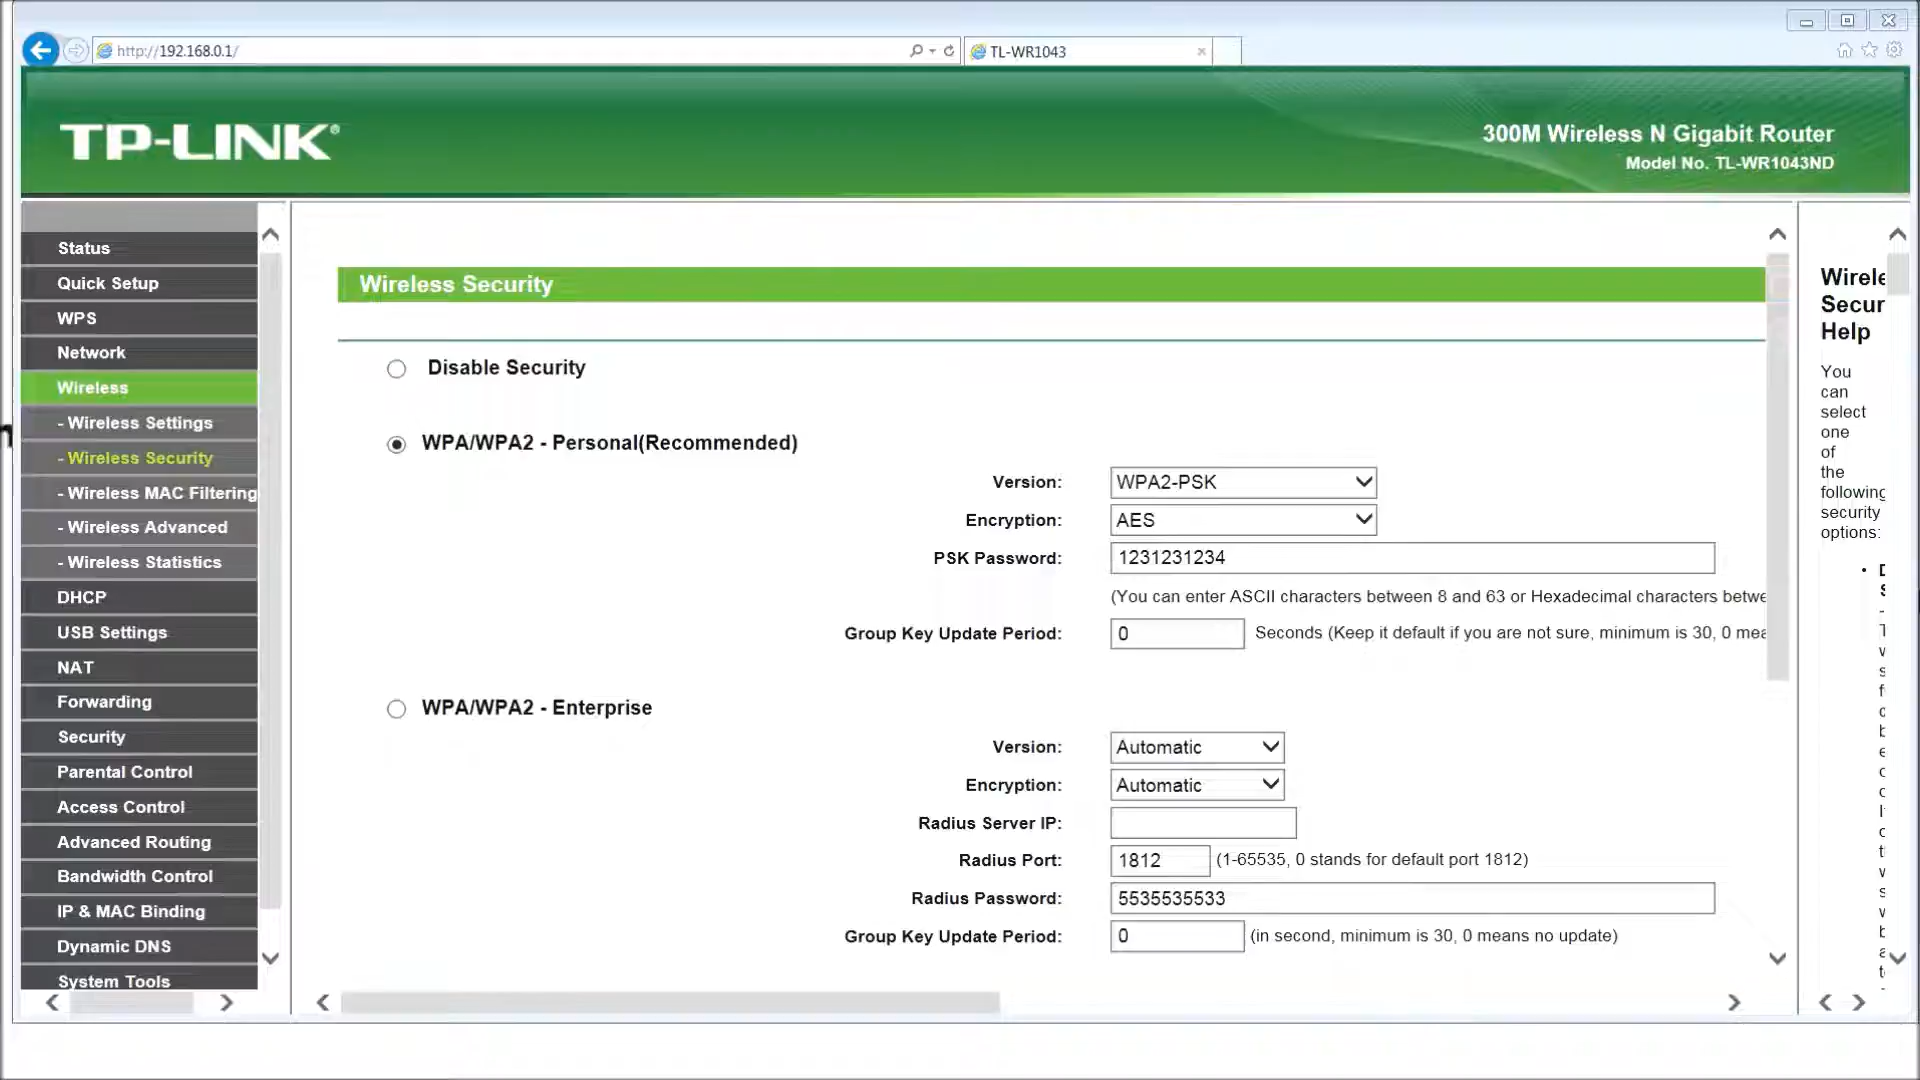 http://192.168.0.1/
TL-WR1043
TP-LINK®
300M Wireless N Gigabit Router
Model No. TL-WR1043ND
Status
Quick Setup
WPS
Network
Wireless
- Wireless Settings
- Wireless Security
- Wireless MAC Filtering
- Wireless Advanced
- Wireless Statistics
DHCP
USB Settings
NAT
Forwarding
Security
Parental Control
Access Control
Advanced Routing
Bandwidth Control
IP & MAC Binding
Dynamic DNS
System Tools
Wireless Security
Disable Security
WPA/WPA2 - Personal(Recommended)
Version: WPA2-PSK
Encryption: AES
PSK Password: 1231231234
(You can enter ASCII characters between 8 and 63 or Hexadecimal characters betwe
Group Key Update Period: 0 Seconds (Keep it default if you are not sure, minimum is 30, 0 mea
WPA/WPA2 - Enterprise
Version: Automatic
Encryption: Automatic
Radius Server IP:
Radius Port: 1812 (1-65535, 0 stands for default port 1812)
Radius Password: 5535535533
Group Key Update Period: 0 (in second, minimum is 30, 0 means no update)
Wirele
Secur
Help
You
can
select
one
of
the
following
security
options: